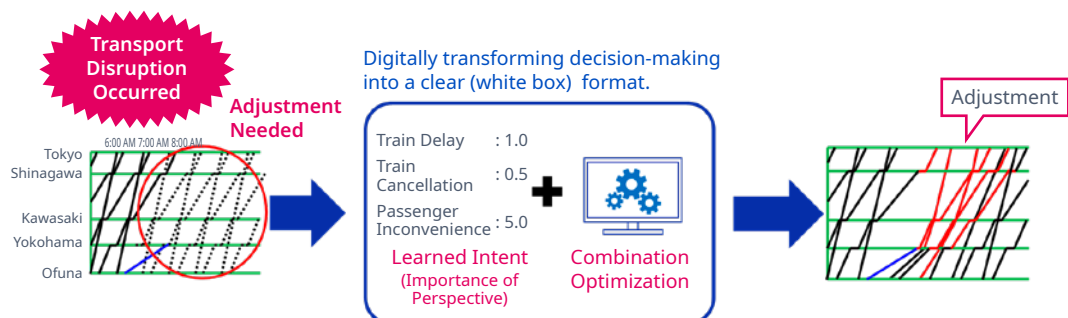 Transport
Disruption
Occurred
Adjustment
Needed
6:00 AM 7:00 AM 8:00 AM
Tokyo
Shinagawa
Kawasaki
Yokohama
Ofuna
Digitally transforming decision-making
into a clear (white box) format.
Train Delay : 1.0
Train
Cancellation : 0.5
Passenger
Inconvenience : 5.0
Learned Intent
(Importance of
Perspective)
Combination
Optimization
Adjustment